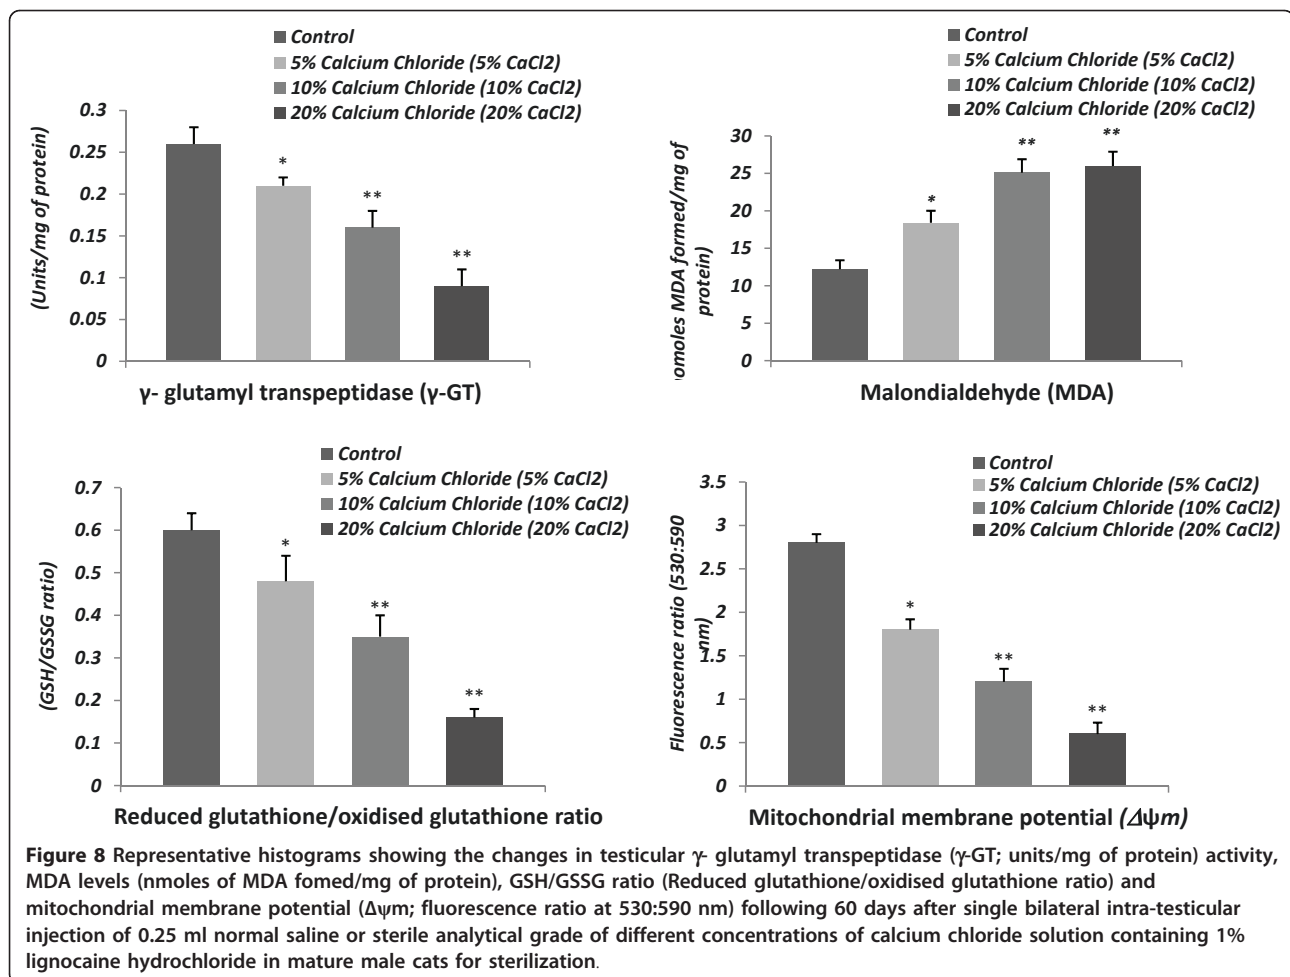 Control
5% Calcium Chloride (5% CaCl2)
10% Calcium Chloride (10% CaCl2)
20% Calcium Chloride (20% CaCl2)
(Units/mg of protein)
0.3
0.25
0.2
0.15
0.1
0.05
0
*
**
**
γ- glutamyl transpeptidase (γ-GT)
Control
5% Calcium Chloride (5% CaCl2)
10% Calcium Chloride (10% CaCl2)
20% Calcium Chloride (20% CaCl2)
MDA formed/mg of
protein)
30
25
20
15
10
5
0
*
**
**
Malondialdehyde (MDA)
Control
5% Calcium Chloride (5% CaCl2)
10% Calcium Chloride (10% CaCl2)
20% Calcium Chloride (20% CaCl2)
(GSH/GSSG ratio)
0.7
0.6
0.5
0.4
0.3
0.2
0.1
0
*
**
**
Reduced glutathione/oxidised glutathione ratio
Control
5% Calcium Chloride (5% CaCl2)
10% Calcium Chloride (10% CaCl2)
20% Calcium Chloride (20% CaCl2)
Fluorescence ratio (530:590
nm)
3.5
3
2.5
2
1.5
1
0.5
0
*
**
**
Mitochondrial membrane potential (Δψm)
Figure 8 Representative histograms showing the changes in testicular γ- glutamyl transpeptidase (γ-GT; units/mg of protein) activity,
MDA levels (nmoles of MDA fomed/mg of protein), GSH/GSSG ratio (Reduced glutathione/oxidised glutathione ratio) and
mitochondrial membrane potential (Δψm; fluorescence ratio at 530:590 nm) following 60 days after single bilateral intra-testicular
injection of 0.25 ml normal saline or sterile analytical grade of different concentrations of calcium chloride solution containing 1%
lignocaine hydrochloride in mature male cats for sterilization.